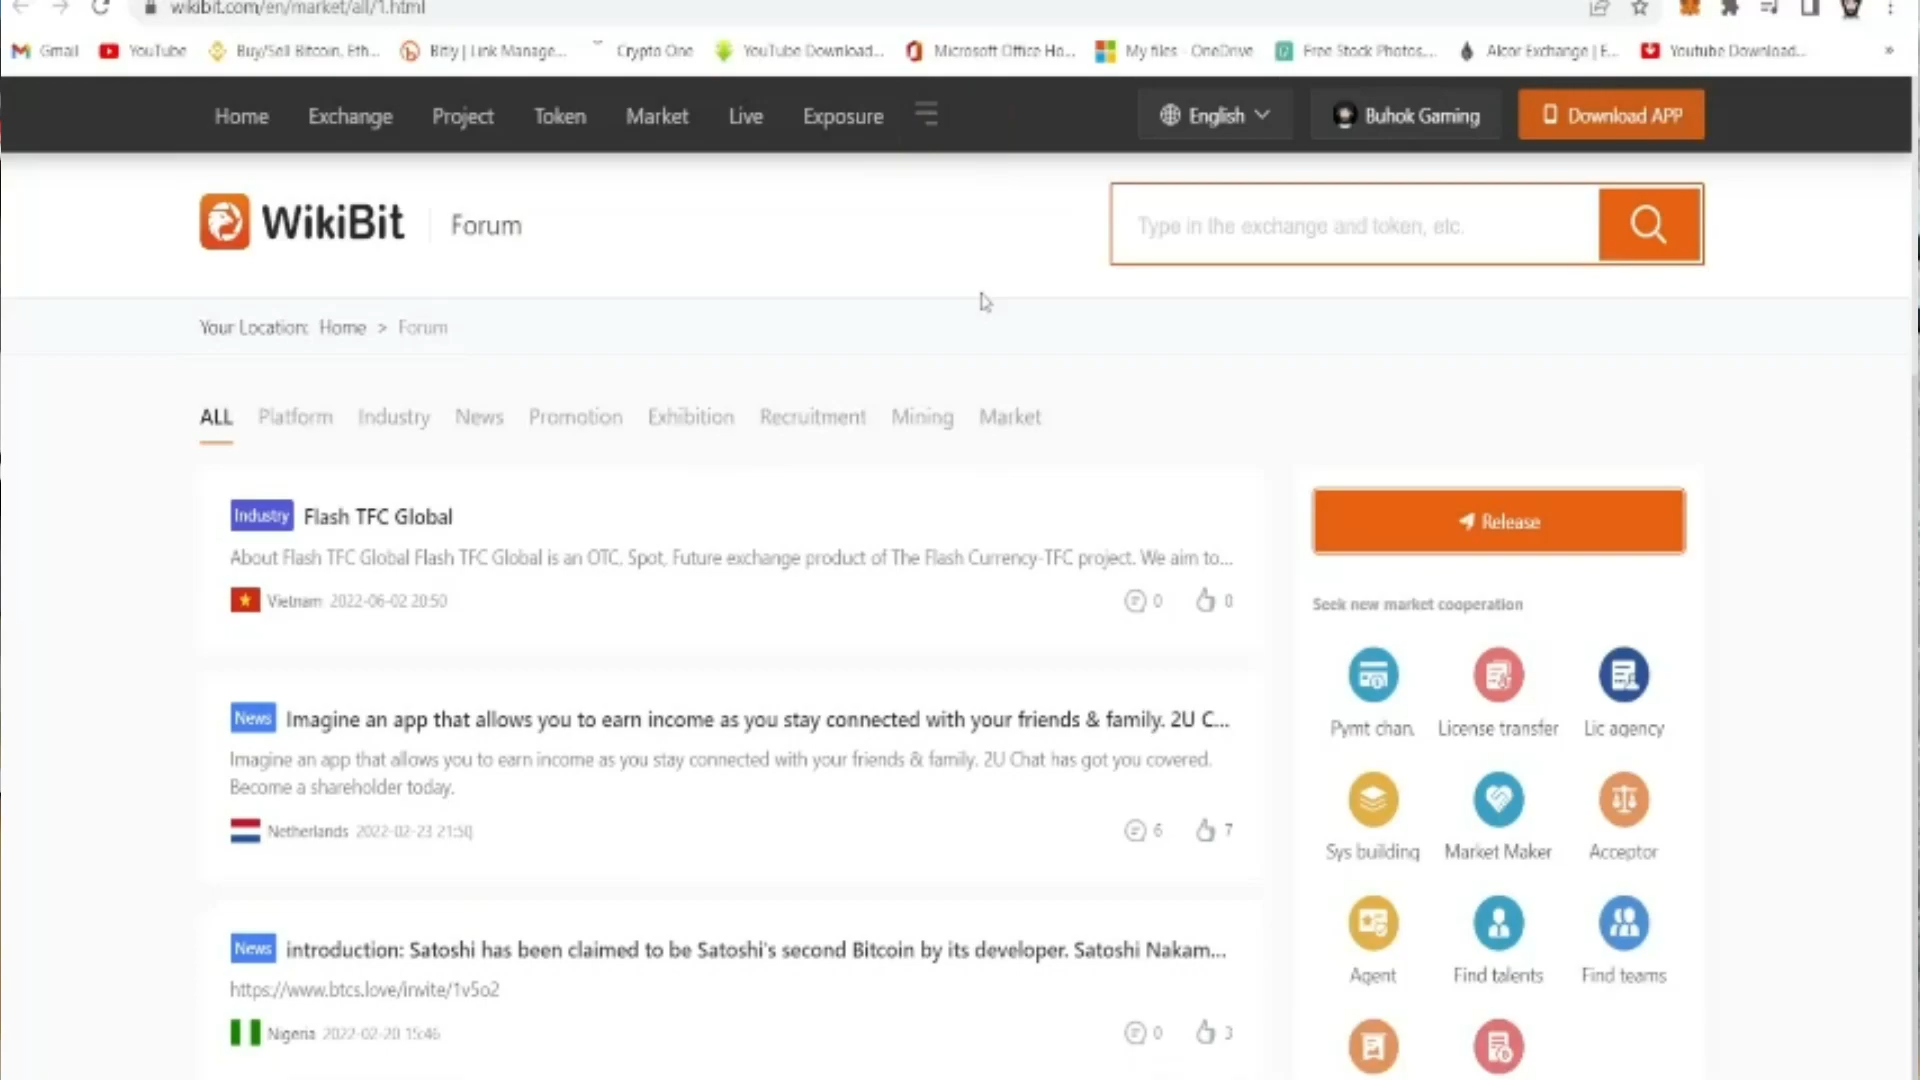 wikibit.com/en/market/all/1.html
Gmail YouTube Buy/Sell Bitcoin, Eth... Bitly | Link Manage... Crypto One YouTube Download... Microsoft Office Ho... My files - OneDrive Free Stock Photos... Alcor Exchange | E... Youtube Download... »
Home Exchange Project Token Market Live Exposure English Buhok Gaming Download APP
WikiBit Forum Type in the exchange and token, etc.
Your Location: Home > Forum
ALL Platform Industry News Promotion Exhibition Recruitment Mining Market
Industry Flash TFC Global
About Flash TFC Global Flash TFC Global is an OTC, Spot, Future exchange product of The Flash Currency-TFC project. We aim to...
Vietnam 2022-06-02 20:50 0 0
News Imagine an app that allows you to earn income as you stay connected with your friends & family. 2U C...
Imagine an app that allows you to earn income as you stay connected with your friends & family. 2U Chat has got you covered.
Become a shareholder today.
Netherlands 2022-02-23 21:50 6 7
News introduction: Satoshi has been claimed to be Satoshi's second Bitcoin by its developer. Satoshi Nakam...
https://www.btcs.love/invite/1v5o2
Nigeria 2022-02-20 15:46 0 3
Release
Seek new market cooperation
Pymt chan. License transfer Lic agency
Sys building Market Maker Acceptor
Agent Find talents Find teams